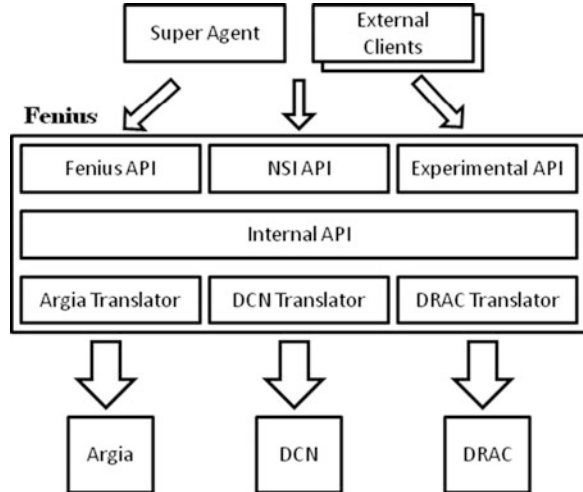 Super Agent
External
Clients
Fenius
Fenius API
NSI API
Experimental API
Internal API
Argia Translator
DCN Translator
DRAC Translator
Argia
DCN
DRAC